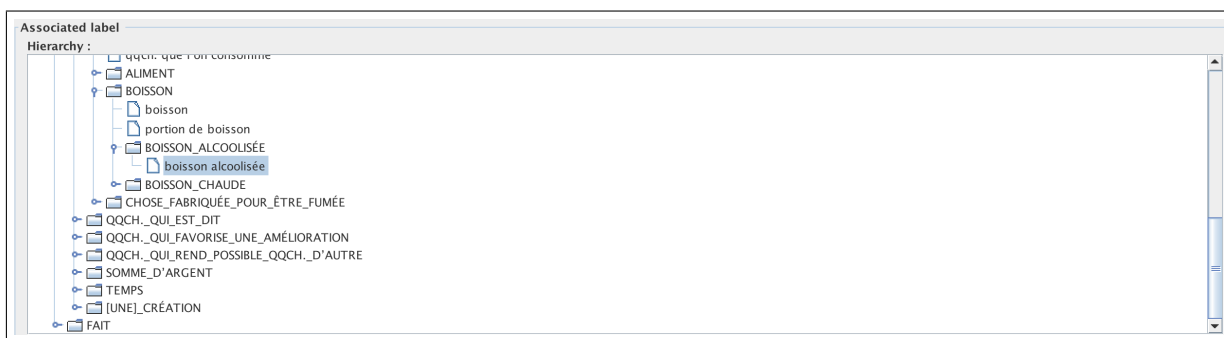 Associated label
Hierarchy :
qqch. que l'on consomme
ALIMENT
BOISSON
boisson
portion de boisson
BOISSON_ALCOOLISÉE
boisson alcoolisée
BOISSON_CHAUDE
CHOSE_FABRIQUÉE_POUR_ÊTRE_FUMÉE
QQCH._QUI_EST_DIT
QQCH._QUI_FAVORISE_UNE_AMÉLIORATION
QQCH._QUI_REND_POSSIBLE_QQCH._D'AUTRE
SOMME_D'ARGENT
TEMPS
[UNE]_CRÉATION
FAIT